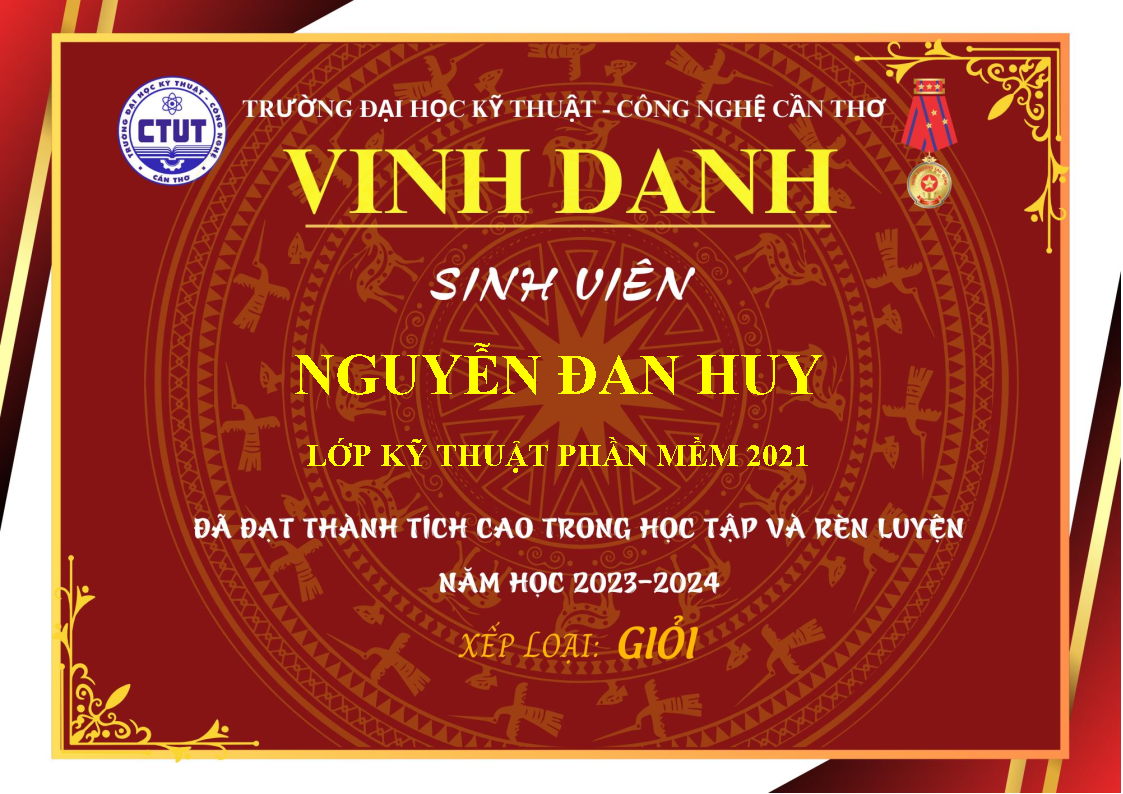 TRƯỜNG ĐẠI HỌC KỸ THUẬT - CÔNG NGHỆ CẦN THƠ
CTUT
CẦN THƠ
TRƯỜNG ĐẠI HỌC KỸ THUẬT - CÔNG NGHỆ CẦN THƠ
VINH DANH
SINH VIÊN
NGUYỄN ĐAN HUY
LỚP KỸ THUẬT PHẦN MỀM 2021
ĐÃ ĐẠT THÀNH TÍCH CAO TRONG HỌC TẬP VÀ RÈN LUYỆN
NĂM HỌC 2023-2024
XẾP LOẠI: GIỎI